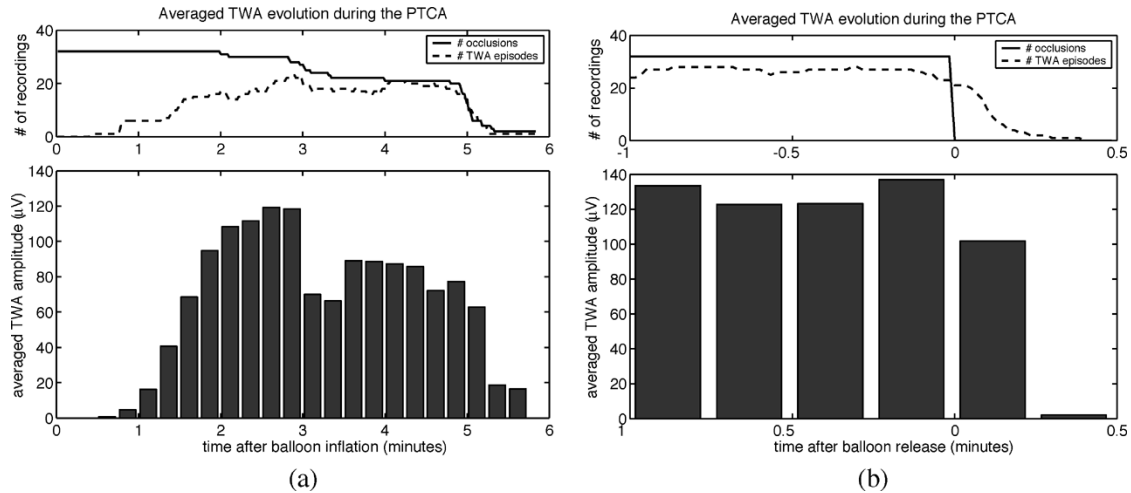 Averaged TWA evolution during the PTCA
40
20
0
# of recordings
# occlusions
# TWA episodes
0 1 2 3 4 5 6
140
120
100
80
60
40
20
0
averaged TWA amplitude (μV)
0 1 2 3 4 5 6
time after balloon inflation (minutes)
(a)
Averaged TWA evolution during the PTCA
40
20
0
# of recordings
# occlusions
# TWA episodes
-1 -0.5 0 0.5
140
120
100
80
60
40
20
0
averaged TWA amplitude (μV)
1 0.5 0 0.5
time after balloon release (minutes)
(b)